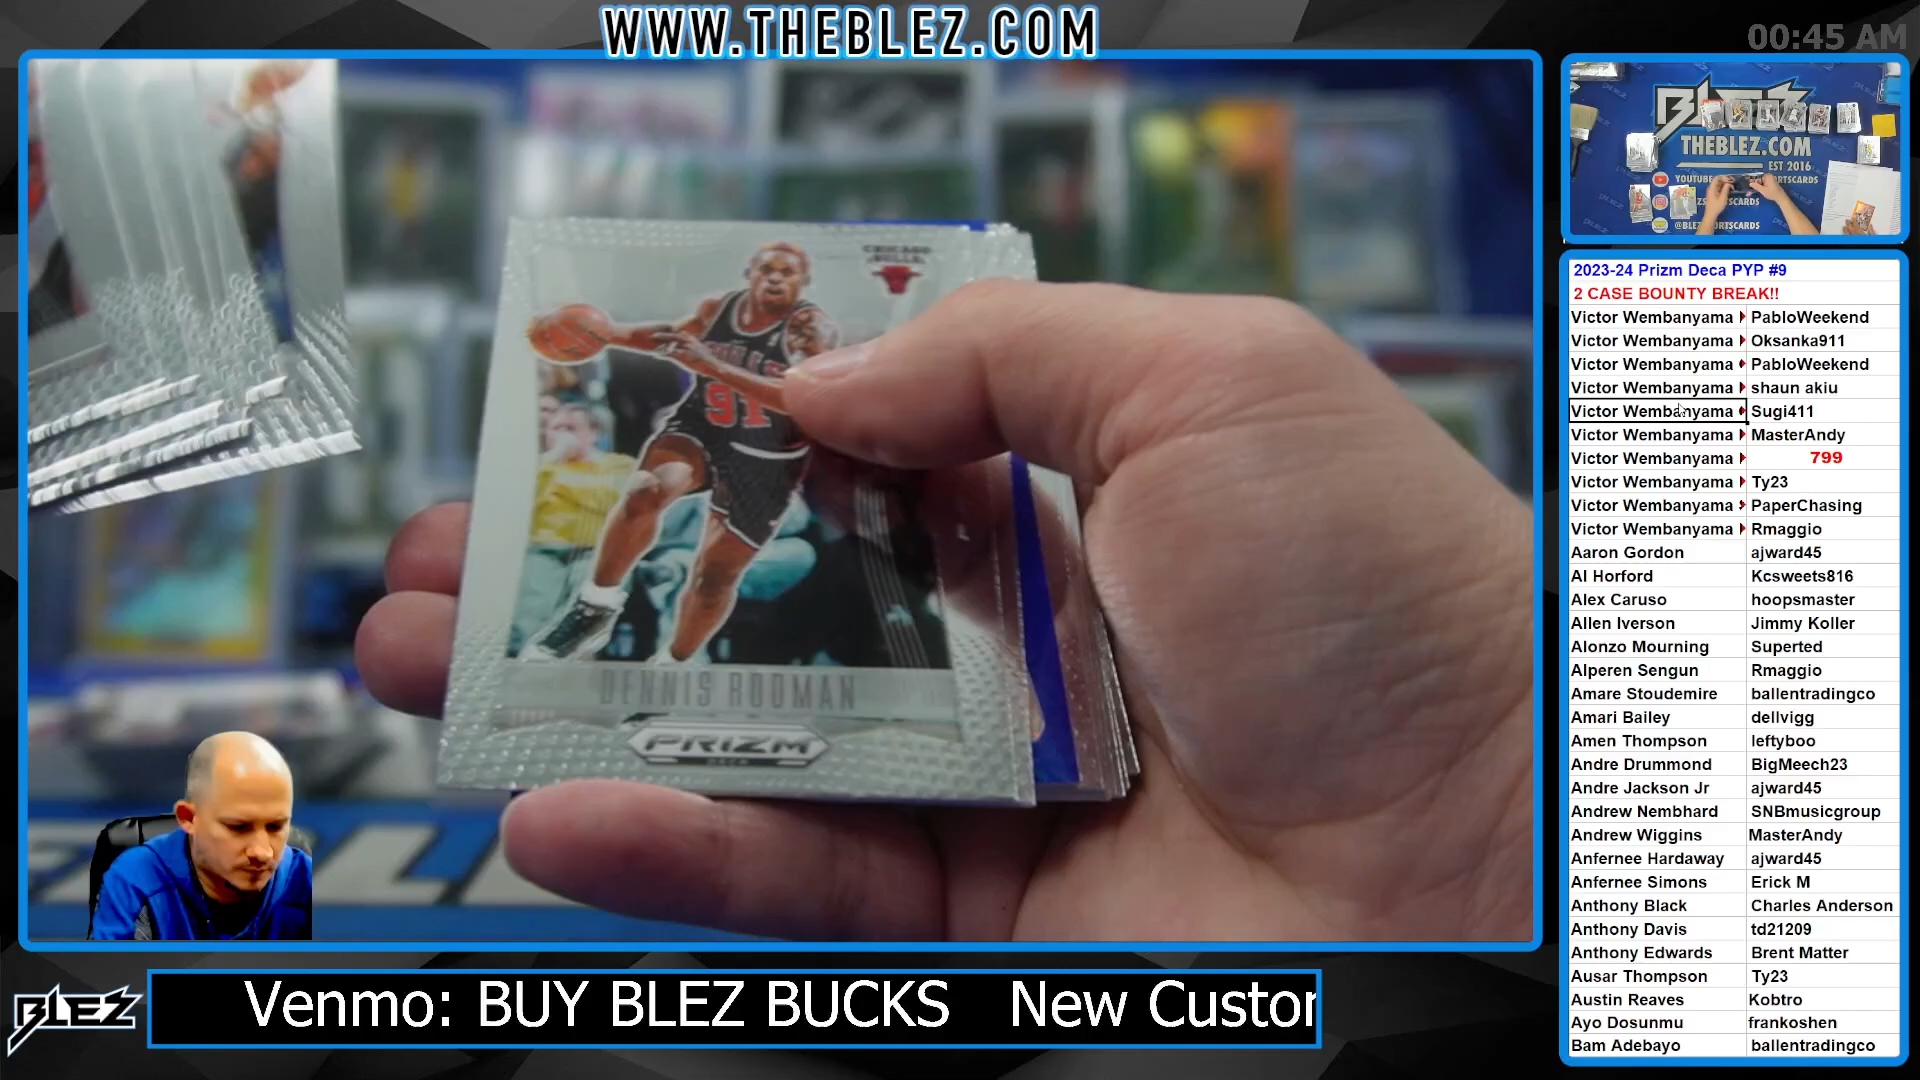 WWW.THEBLEZ.COM
00:45 AM
CHICAGO
BULLS
91
DENNIS RODMAN
PRIZM
DECA
BLEZ
THEBLEZ.COM
EST 2016
2023-24 Prizm Deca PYP #9
2 CASE BOUNTY BREAK!!
Victor Wembanyama PabloWeekend
Victor Wembanyama Oksanka911
Victor Wembanyama PabloWeekend
Victor Wembanyama shaun akiu
Victor Wembanyama Sugi411
Victor Wembanyama MasterAndy
Victor Wembanyama 799
Victor Wembanyama Ty23
Victor Wembanyama PaperChasing
Victor Wembanyama Rmaggio
Aaron Gordon ajward45
Al Horford Kcsweets816
Alex Caruso hoopsmaster
Allen Iverson Jimmy Koller
Alonzo Mourning Superted
Alperen Sengun Rmaggio
Amare Stoudemire ballentradingco
Amari Bailey dellvigg
Amen Thompson leftyboo
Andre Drummond BigMeech23
Andre Jackson Jr ajward45
Andrew Nembhard SNBmusicgroup
Andrew Wiggins MasterAndy
Anfernee Hardaway ajward45
Anfernee Simons Erick M
Anthony Black Charles Anderson
Anthony Davis td21209
Anthony Edwards Brent Matter
Ausar Thompson Ty23
Austin Reaves Kobtro
Ayo Dosunmu frankoshen
Bam Adebayo ballentradingco
BLEZ
Venmo: BUY BLEZ BUCKS New Custor